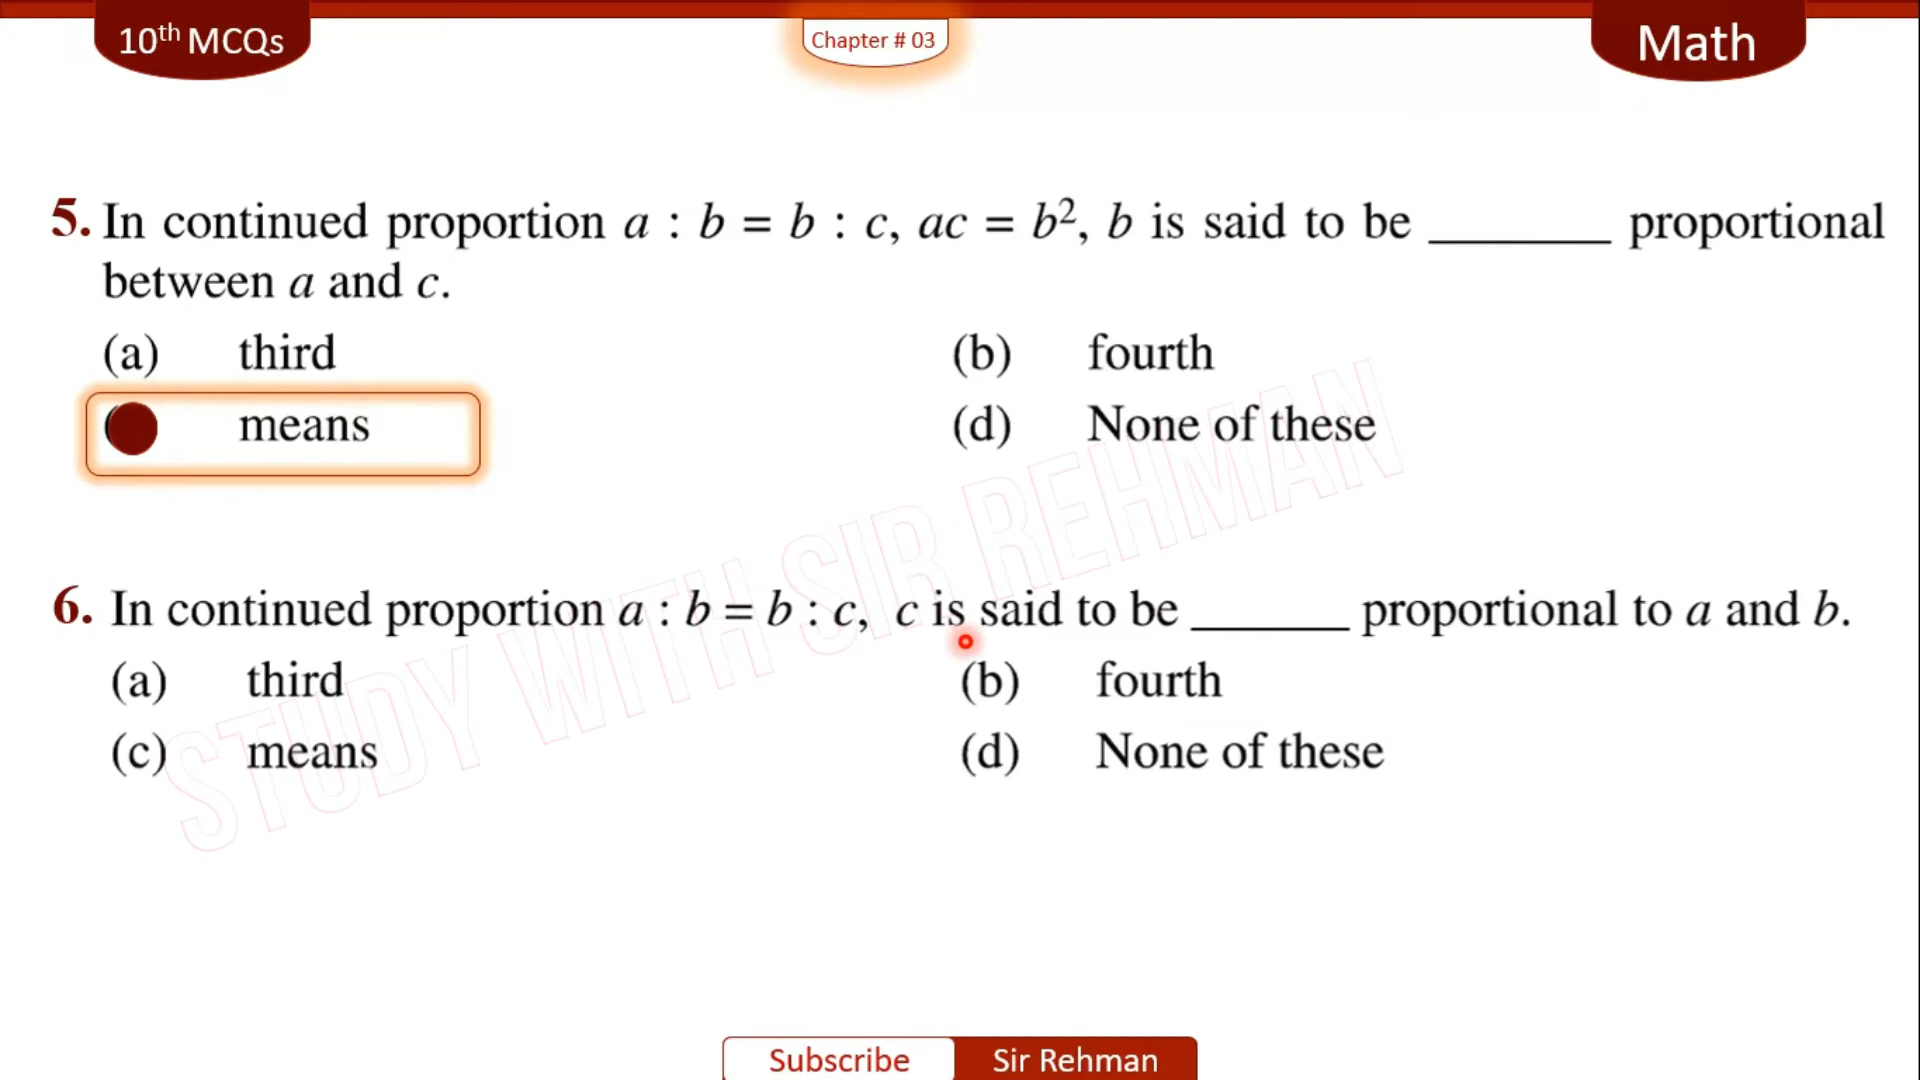 10th MCQs
Chapter # 03
Math
5. In continued proportion a : b = b : c, ac = b², b is said to be _______ proportional
between a and c.
(a) third
(b) fourth
means
(d) None of these
6. In continued proportion a : b = b : c, c is said to be ______ proportional to a and b.
(a) third
(b) fourth
(c) means
(d) None of these
STUDY WITH SIR REHMAN
Subscribe
Sir Rehman